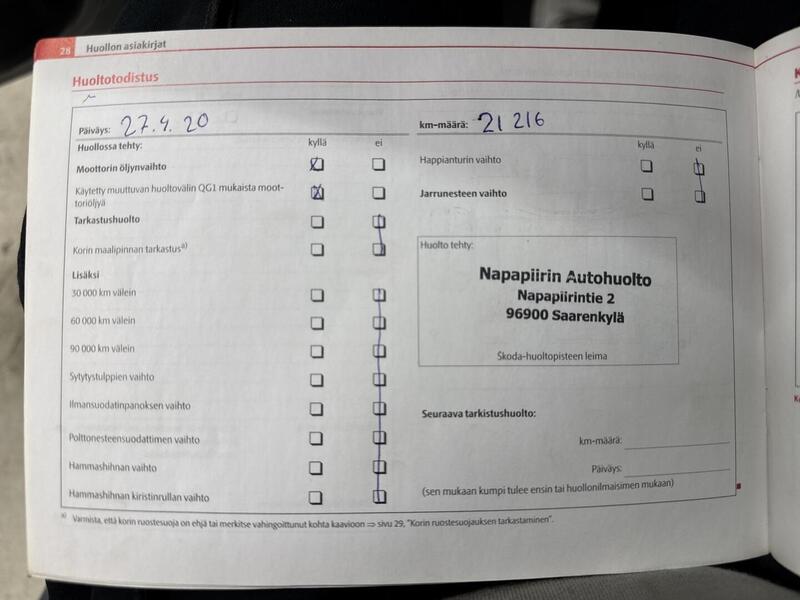 28 Huollon asiakirjat
Huoltotodistus
Päiväys: 27.4.20
km-määrä: 21 216
Huollossa tehty: kyllä ei
Moottorin öljynvaihto
Käytetty muuttuvan huoltovälin QG1 mukaista moot-
toriöljyä
Tarkastushuolto
Korin maalipinnan tarkastus a)
Lisäksi
30 000 km välein
60 000 km välein
90 000 km välein
Sytytystulppien vaihto
Ilmansuodatinpanoksen vaihto
Polttonesteensuodattimen vaihto
Hammashihnan vaihto
Hammashihnan kiristinrullan vaihto
kyllä ei
Happianturin vaihto
Jarrunesteen vaihto
Huolto tehty:
Napapiirin Autohuolto
Napapiirintie 2
96900 Saarenkylä
Škoda-huoltopisteen leima
Seuraava tarkistushuolto:
km-määrä:
Päiväys:
(sen mukaan kumpi tulee ensin tai huollonilmaisimen mukaan)
a) Varmista, että korin ruostesuoja on ehjä tai merkitse vahingoittunut kohta kaavioon ⇒ sivu 29, "Korin ruostesuojauksen tarkastaminen".